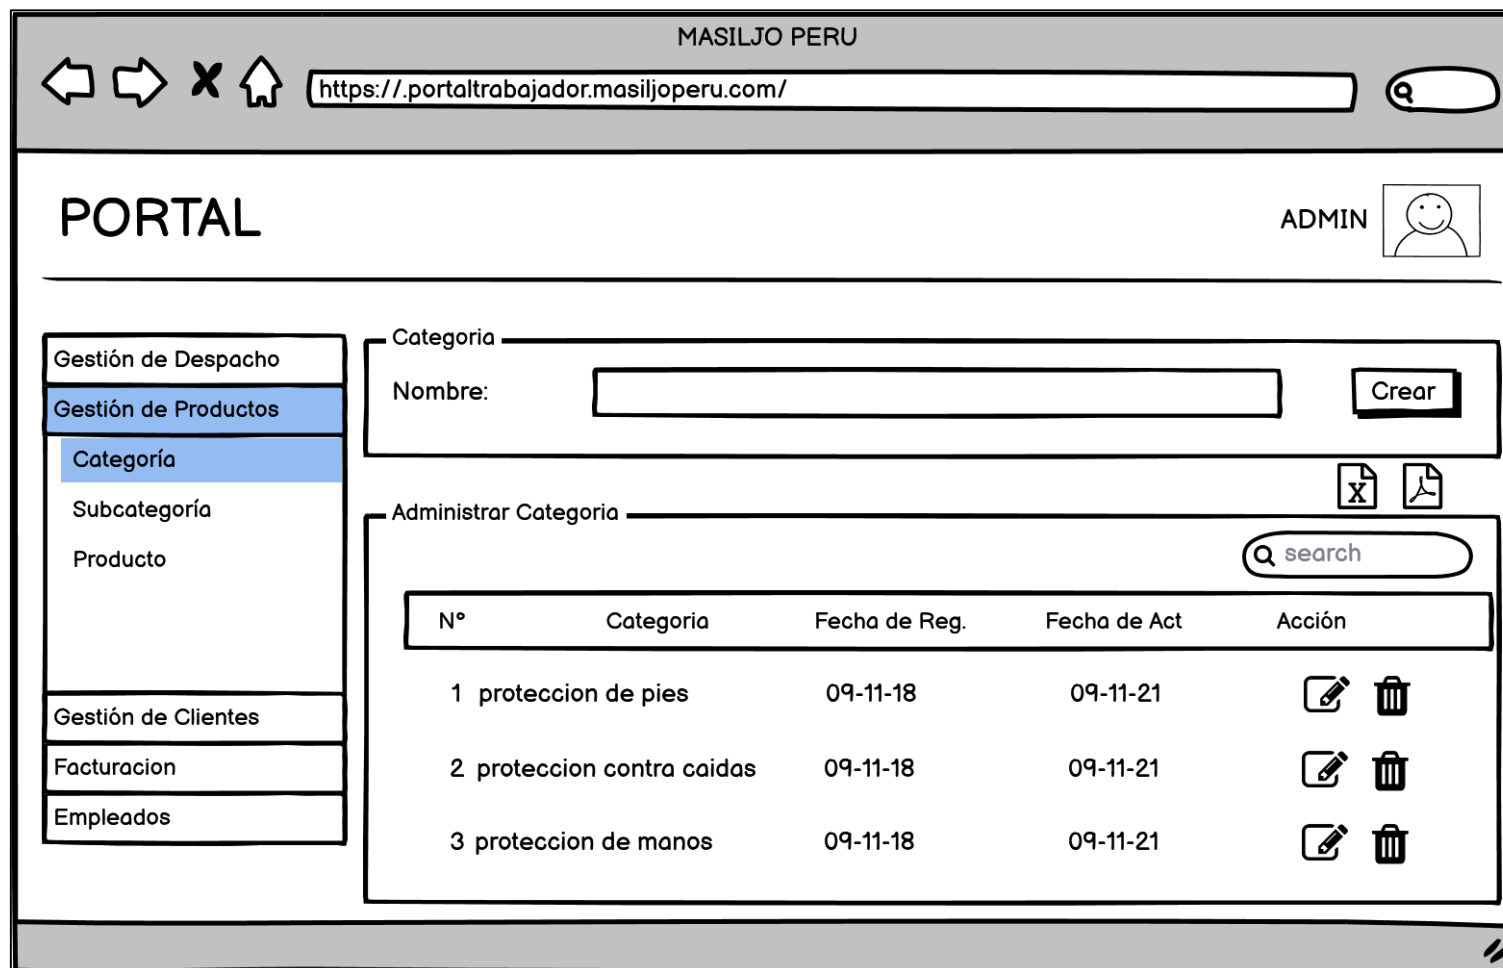 MASILJO PERU
https://.portaltrabajador.masiljoperu.com/
PORTAL
ADMIN
Gestión de Despacho
Gestión de Productos
Categoría
Subcategoría
Producto
Gestión de Clientes
Facturacion
Empleados
Categoria
Nombre:
Crear
X
Administrar Categoria
search
N° Categoria Fecha de Reg. Fecha de Act Acción
1 proteccion de pies 09-11-18 09-11-21
2 proteccion contra caidas 09-11-18 09-11-21
3 proteccion de manos 09-11-18 09-11-21